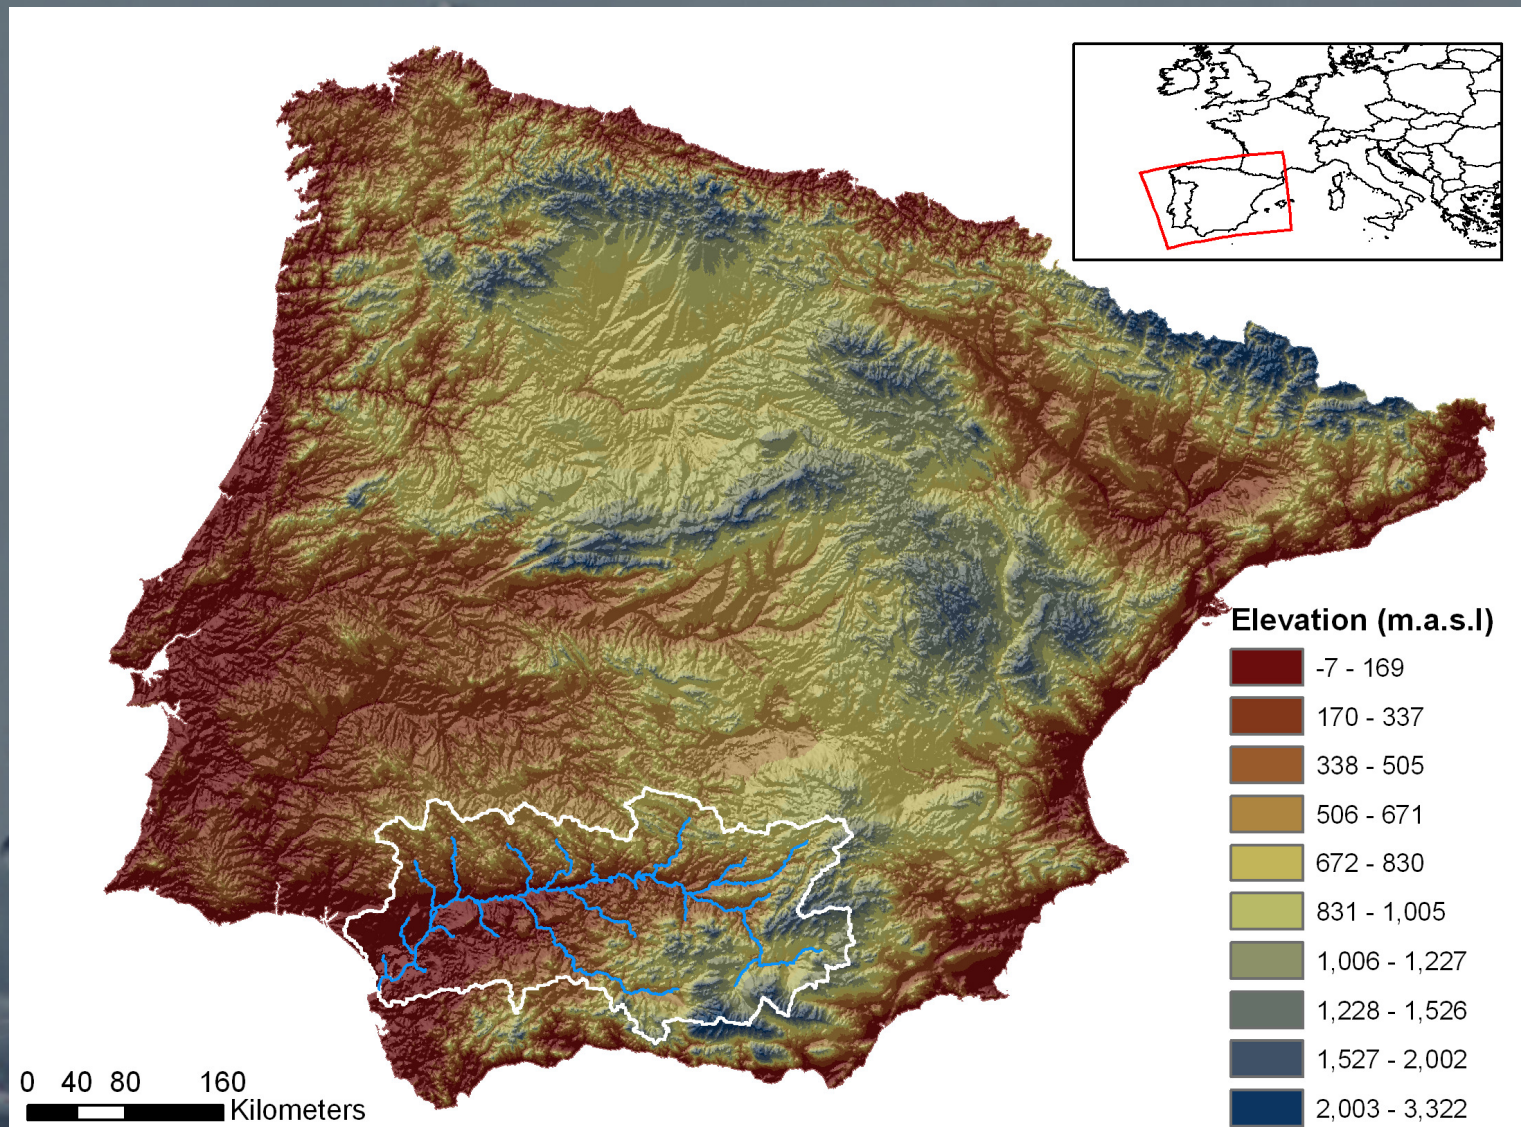 Elevation (m.a.s.l)
-7 - 169
170 - 337
338 - 505
506 - 671
672 - 830
831 - 1,005
1,006 - 1,227
1,228 - 1,526
1,527 - 2,002
2,003 - 3,322
0 40 80 160
Kilometers